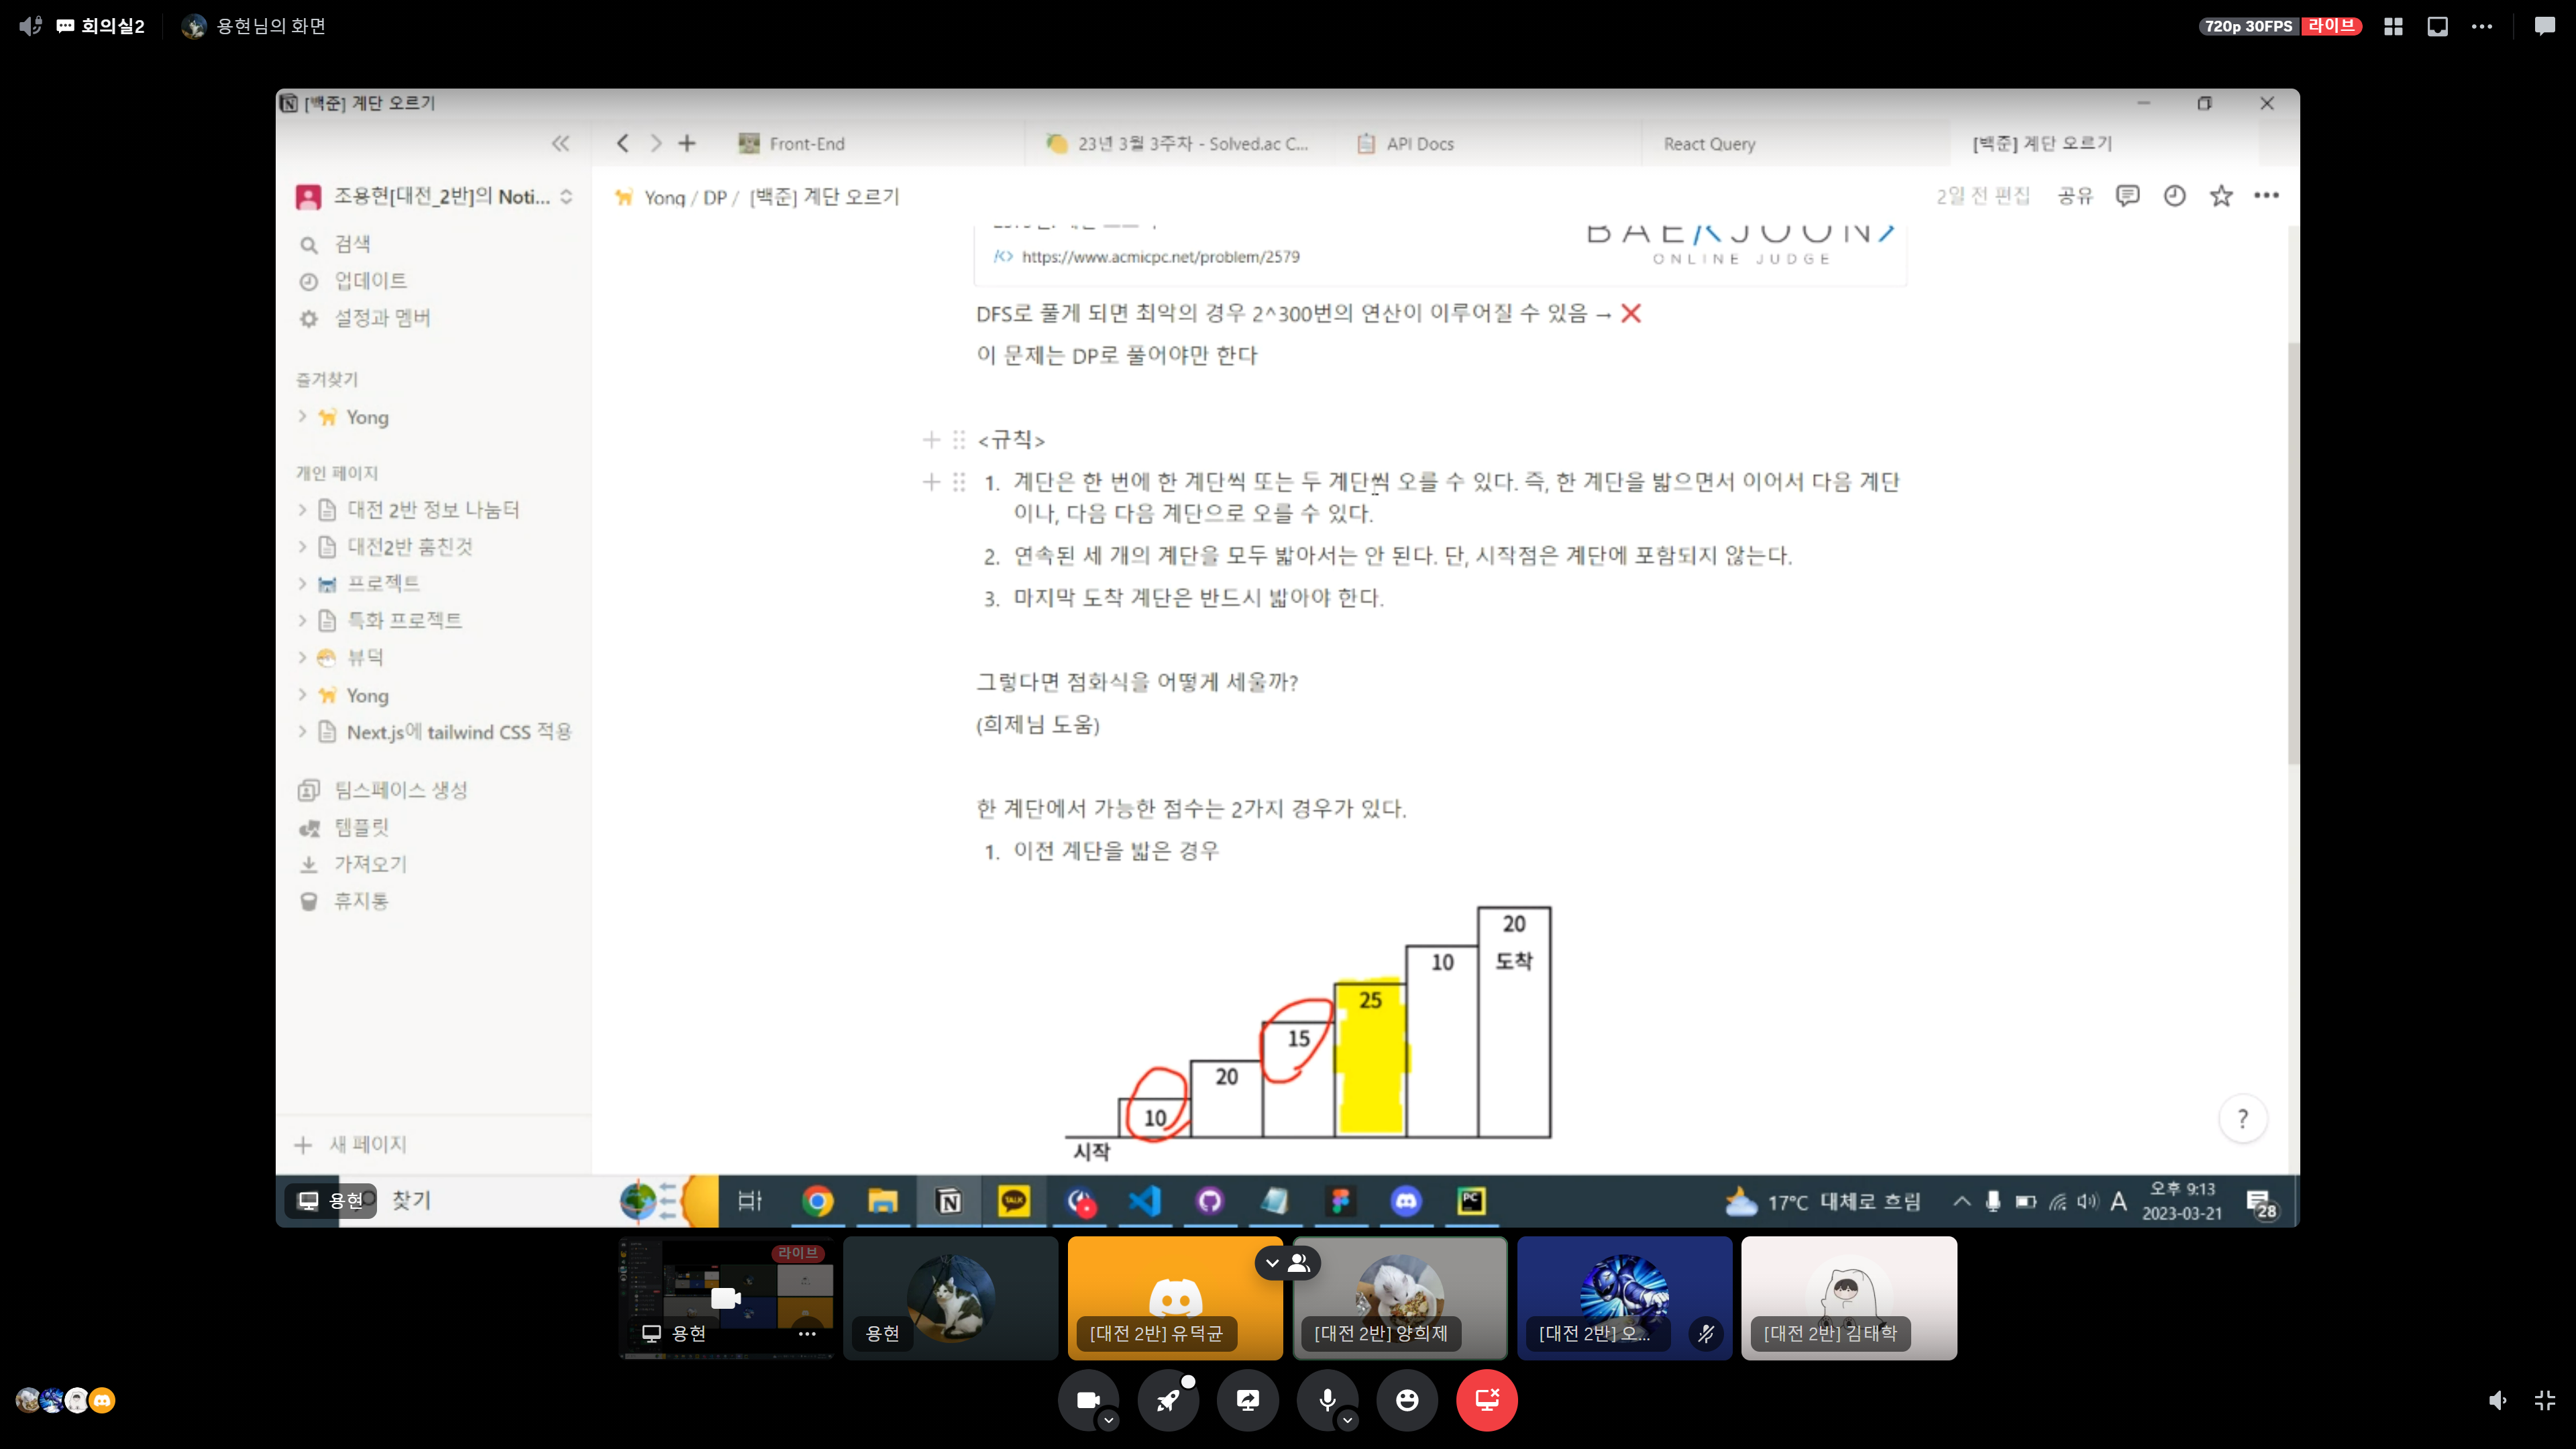 회의실2
용현님의 화면
720p 30FPS 라이브
[백준] 계단 오르기
Front-End
23년 3월 3주차 - Solved.ac C...
API Docs
React Query
[백준] 계단 오르기
조용현[대전_2반]의 Noti...
Yong / DP / [백준] 계단 오르기
2일 전 편집
공유
검색
업데이트
설정과 멤버
즐겨찾기
Yong
개인 페이지
대전 2반 정보 나눔터
대전2반 훔친것
프로젝트
특화 프로젝트
뷰덕
Yong
Next.js에 tailwind CSS 적용
팀스페이스 생성
템플릿
가져오기
휴지통
새 페이지
BAEKJOON
https://www.acmicpc.net/problem/2579
ONLINE JUDGE
DFS로 풀게 되면 최악의 경우 2^300번의 연산이 이루어질 수 있음 → ❌
이 문제는 DP로 풀어야만 한다
<규칙>
1. 계단은 한 번에 한 계단씩 또는 두 계단씩 오를 수 있다. 즉, 한 계단을 밟으면서 이어서 다음 계단
이나, 다음 다음 계단으로 오를 수 있다.
2. 연속된 세 개의 계단을 모두 밟아서는 안 된다. 단, 시작점은 계단에 포함되지 않는다.
3. 마지막 도착 계단은 반드시 밟아야 한다.
그렇다면 점화식을 어떻게 세울까?
(희제님 도움)
한 계단에서 가능한 점수는 2가지 경우가 있다.
1. 이전 계단을 밟은 경우
20
도착
10
25
15
20
10
시작
?
용현
찾기
TALK
PC
17°C 대체로 흐림
A
오후 9:13
2023-03-21
28
라이브
용현
용현
[대전 2반] 유덕균
[대전 2반] 양희제
[대전 2반] 오...
[대전 2반] 김태학